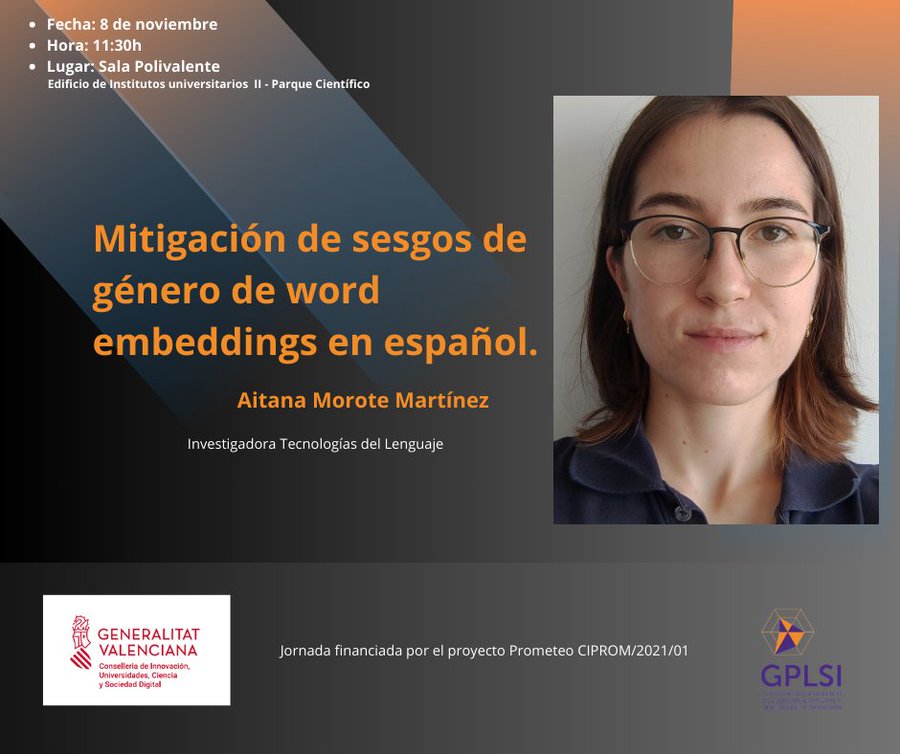 • Fecha: 8 de noviembre
• Hora: 11:30h
• Lugar: Sala Polivalente
Edificio de Institutos universitarios II - Parque Científico
Mitigación de sesgos de
género de word
embeddings en español.
Aitana Morote Martínez
Investigadora Tecnologías del Lenguaje
GENERALITAT
VALENCIANA
Conselleria de Innovación,
Universidades, Ciencia
y Sociedad Digital
Jornada financiada por el proyecto Prometeo CIPROM/2021/01
GPLSI